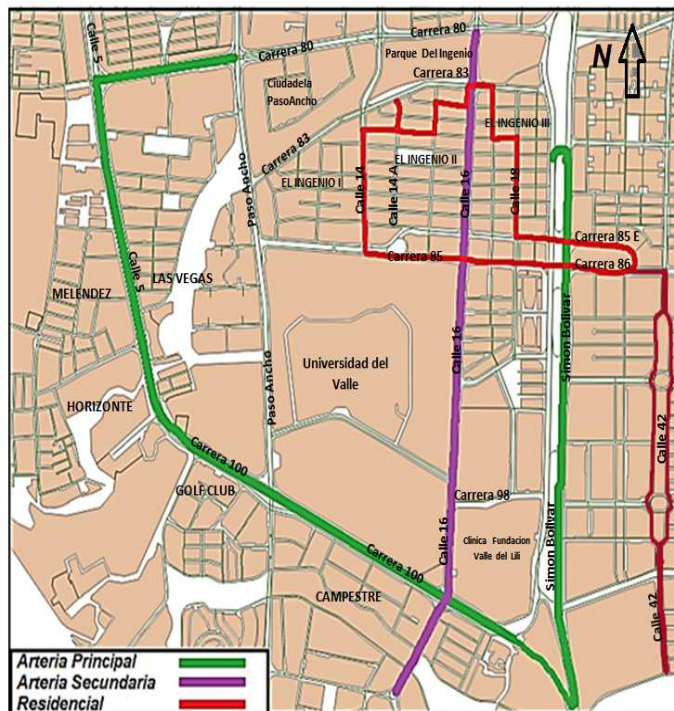 Calle 5
Carrera 80
Carrera 80
Parque Del Ingenio
Carrera 83
N
Ciudadela
PasoAncho
Carrera 83
EL INGENIO III
EL INGENIO II
EL INGENIO I
Paso Ancho
Calle 14
Calle 14 A
Calle 16
Calle 18
Carrera 85 E
Carrera 85
Carrera 86
Calle 5
LAS VEGAS
MELENDEZ
Simon Bolivar
Universidad del
Valle
Calle 16
Paso Ancho
HORIZONTE
Calle 42
Carrera 100
GOLF CLUB
Carrera 98
Calle 16
Clinica Fundacion
Valle del Lili
Simon Bolivar
Carrera 100
CAMPESTRE
Calle 42
Arteria Principal
Arteria Secundaria
Residencial